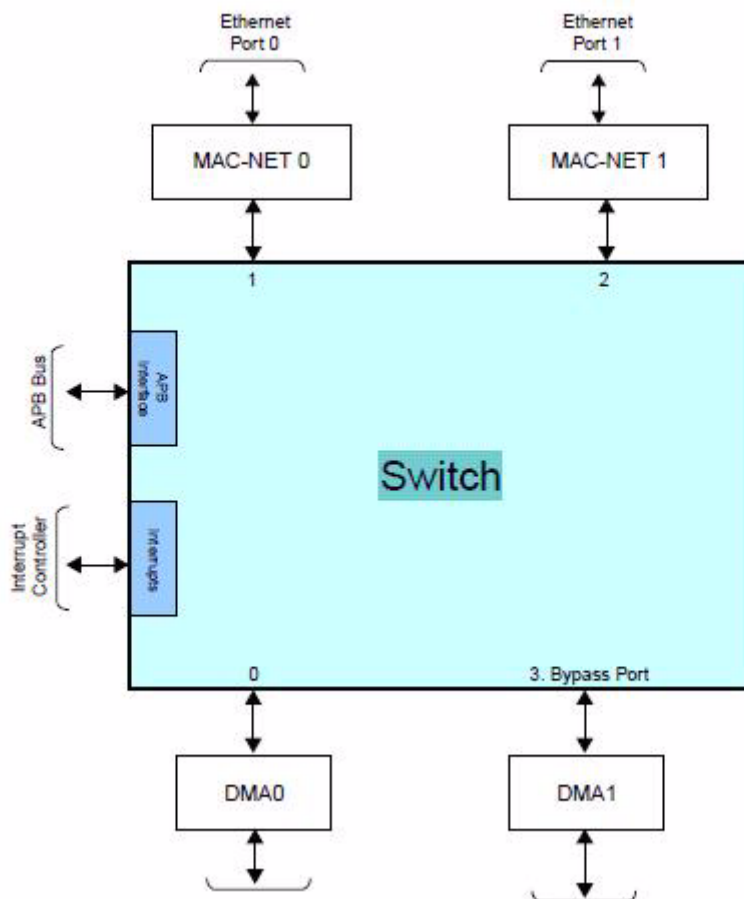 Ethernet
Port 0
Ethernet
Port 1
MAC-NET 0
MAC-NET 1
1
2
APB Bus
APB
Interface
Switch
Interrupt
Controller
Interrupts
0
3. Bypass Port
DMA0
DMA1